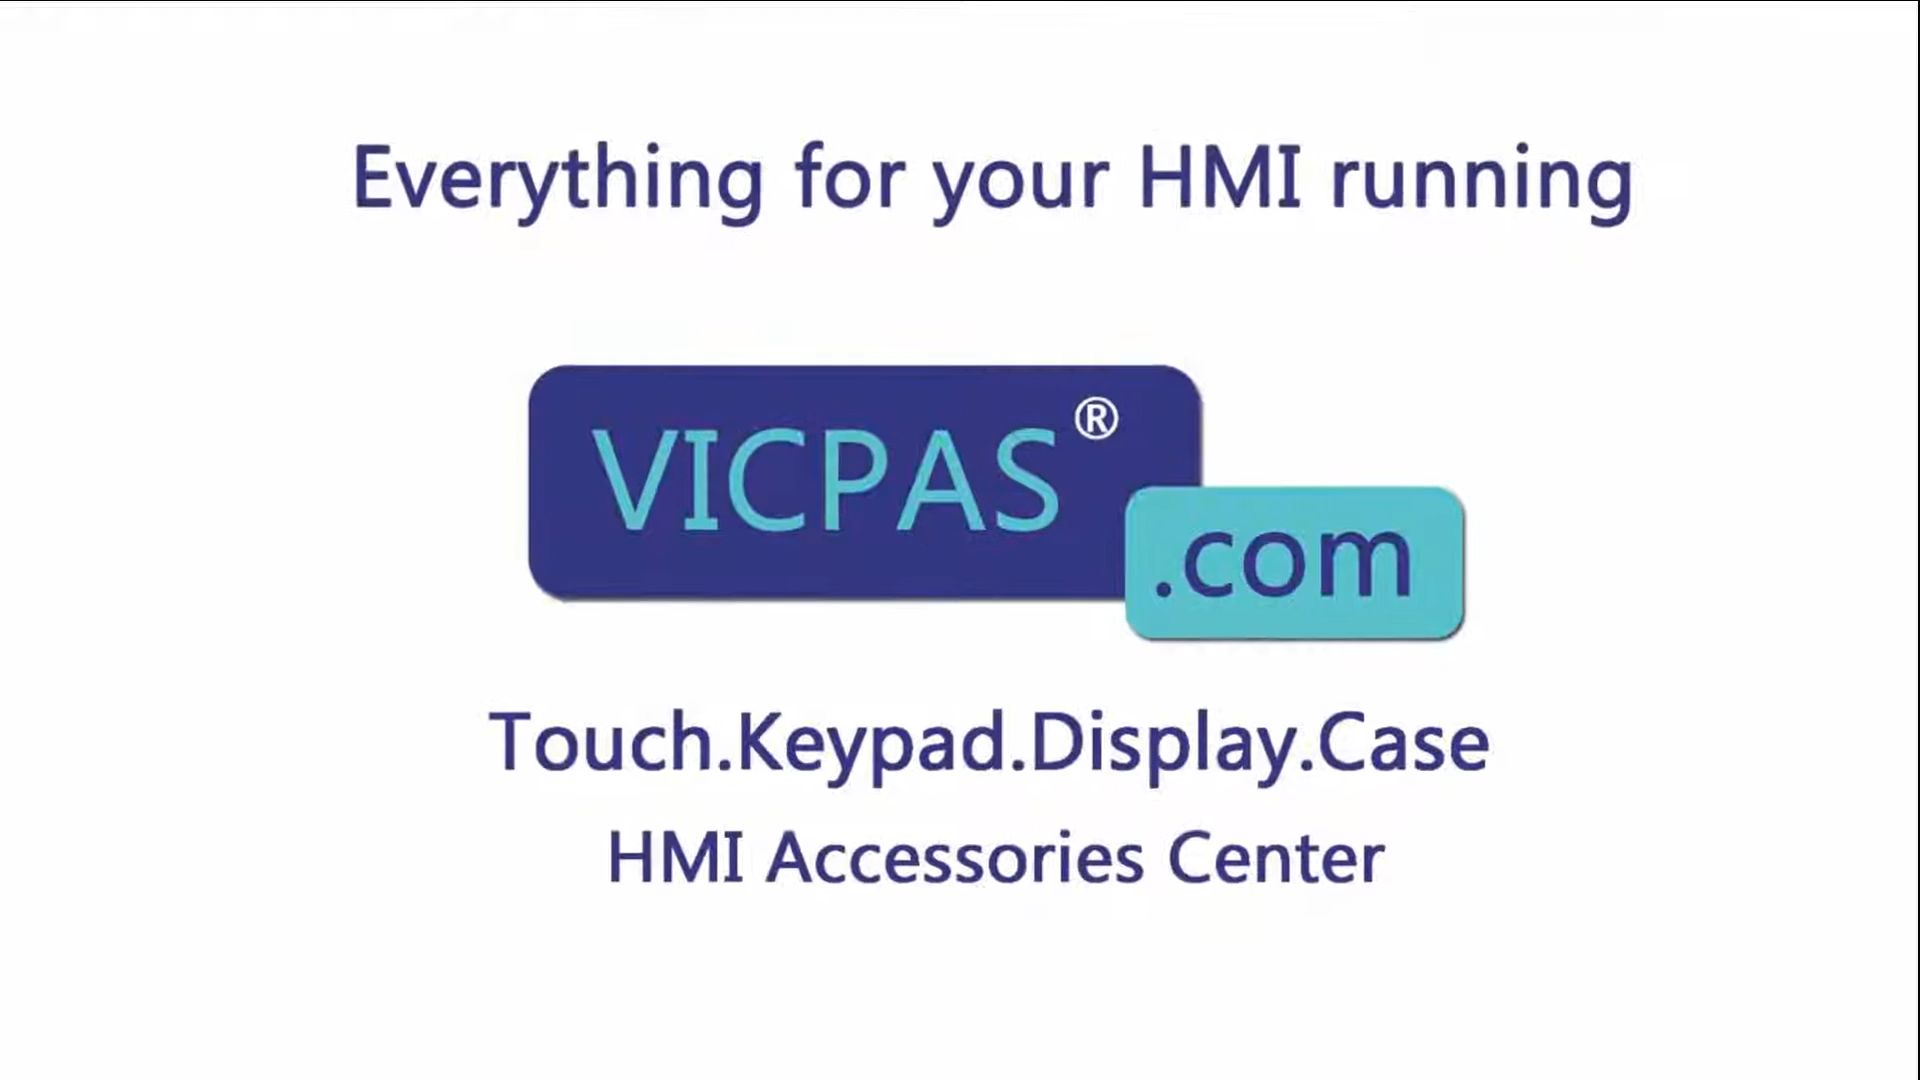 Everything for your HMI running
VICPAS®
.com
Touch.Keypad.Display.Case
HMI Accessories Center